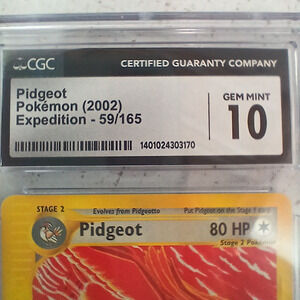 CGC CERTIFIED GUARANTY COMPANY
Pidgeot
Pokémon (2002)
Expedition - 59/165
GEM MINT
10
1401024303170
STAGE 2
Evolves from Pidgeotto
Put Pidgeot on the Stage 1 card
Pidgeot 80 HP
Stage 2 Pokémon